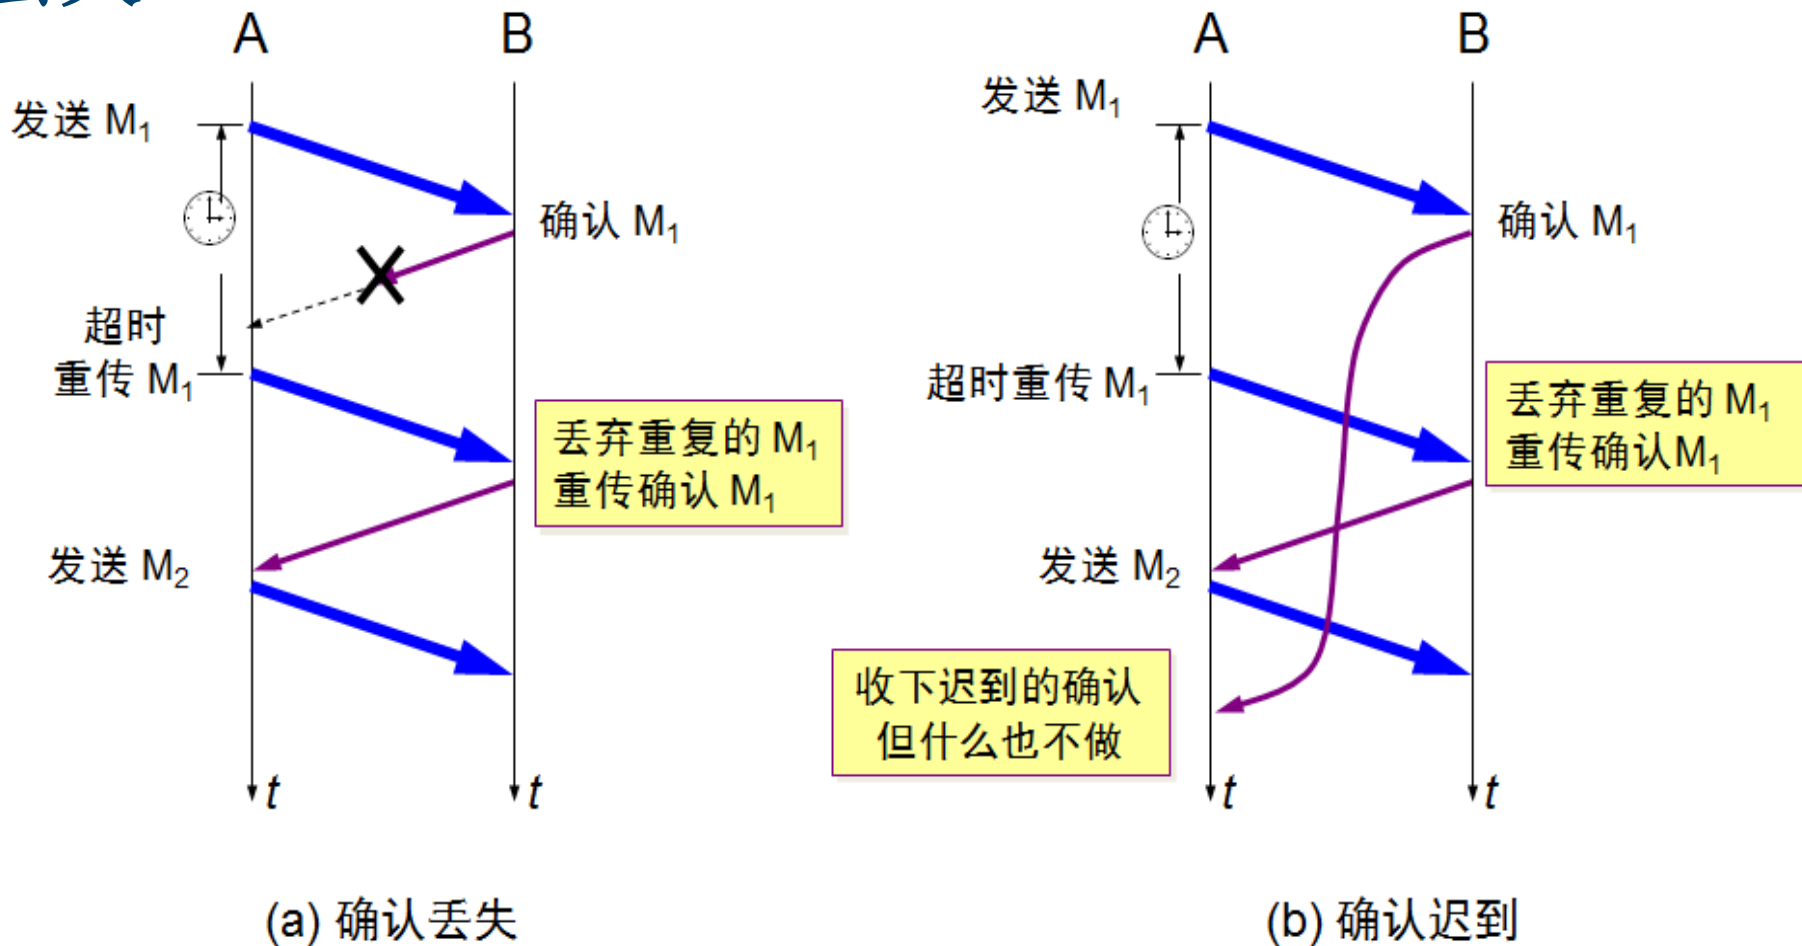 A
B
发送 M₁
确认 M₁
超时
重传 M₁
丢弃重复的 M₁
重传确认 M₁
发送 M₂
t
t
(a) 确认丢失
A
B
发送 M₁
确认 M₁
超时重传 M₁
丢弃重复的 M₁
重传确认M₁
发送 M₂
收下迟到的确认
但什么也不做
t
t
(b) 确认迟到